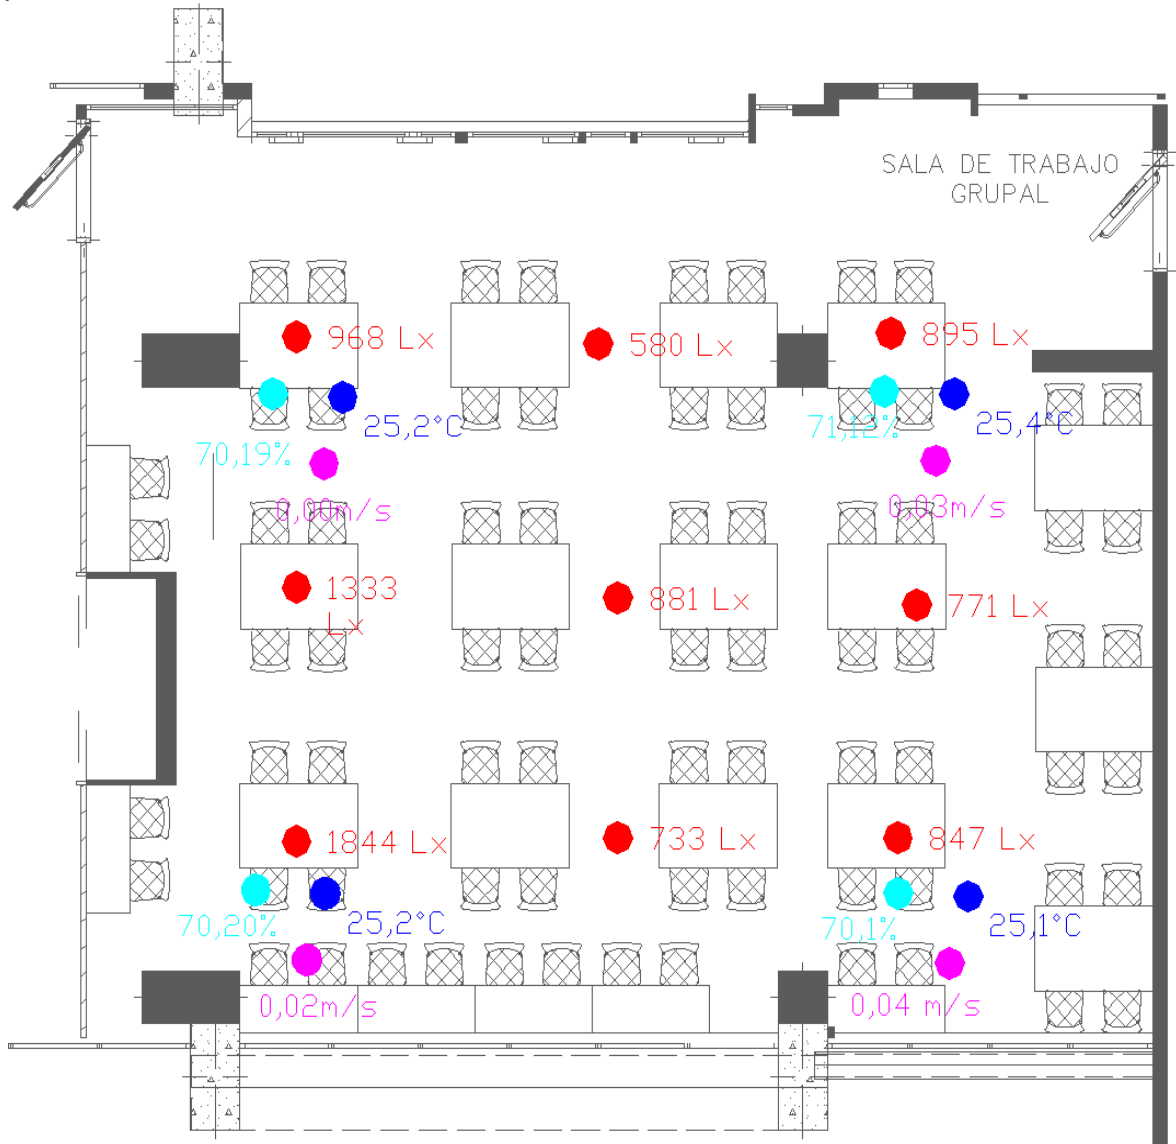 SALA DE TRABAJO
GRUPAL
968 Lx
580 Lx
895 Lx
25,2°C
70,19%
71,12%
25,4°C
0,00m/s
0,03m/s
1333
Lx
881 Lx
771 Lx
1844 Lx
733 Lx
847 Lx
70,20%
25,2°C
70,1%
25,1°C
0,02m/s
0,04 m/s